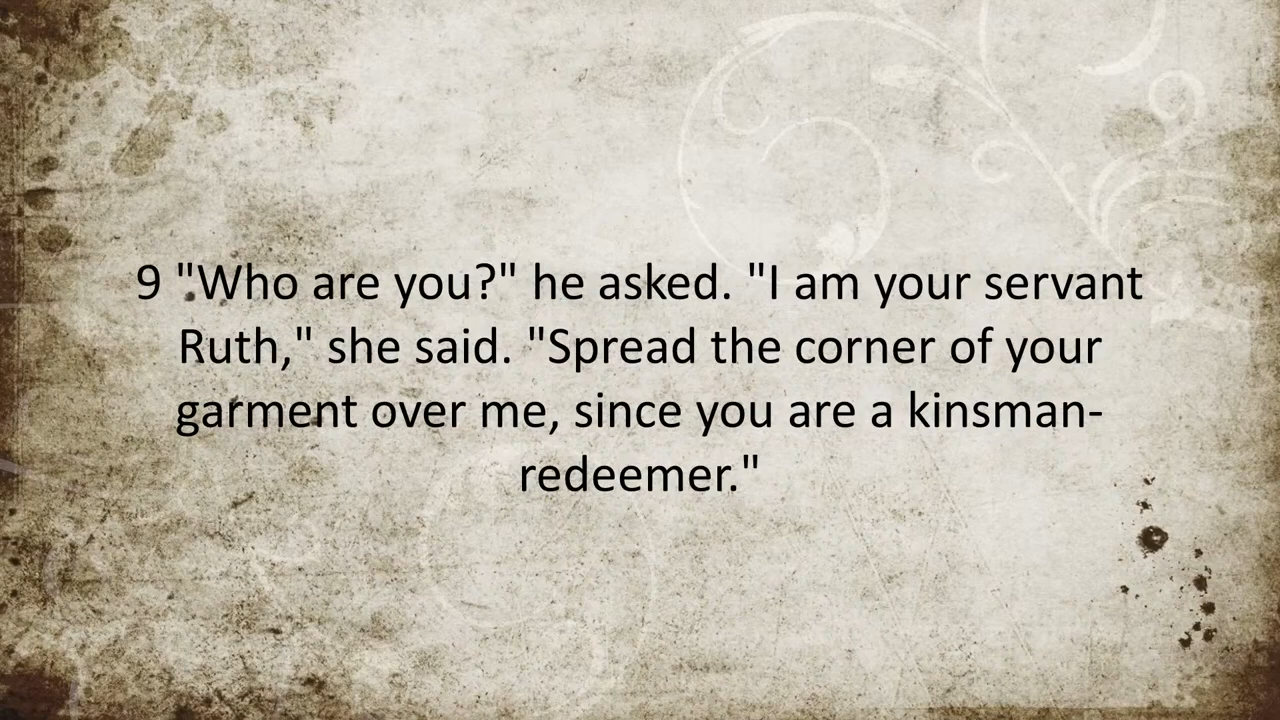 9 "Who are you?" he asked. "I am your servant
Ruth," she said. "Spread the corner of your
garment over me, since you are a kinsman-
redeemer."